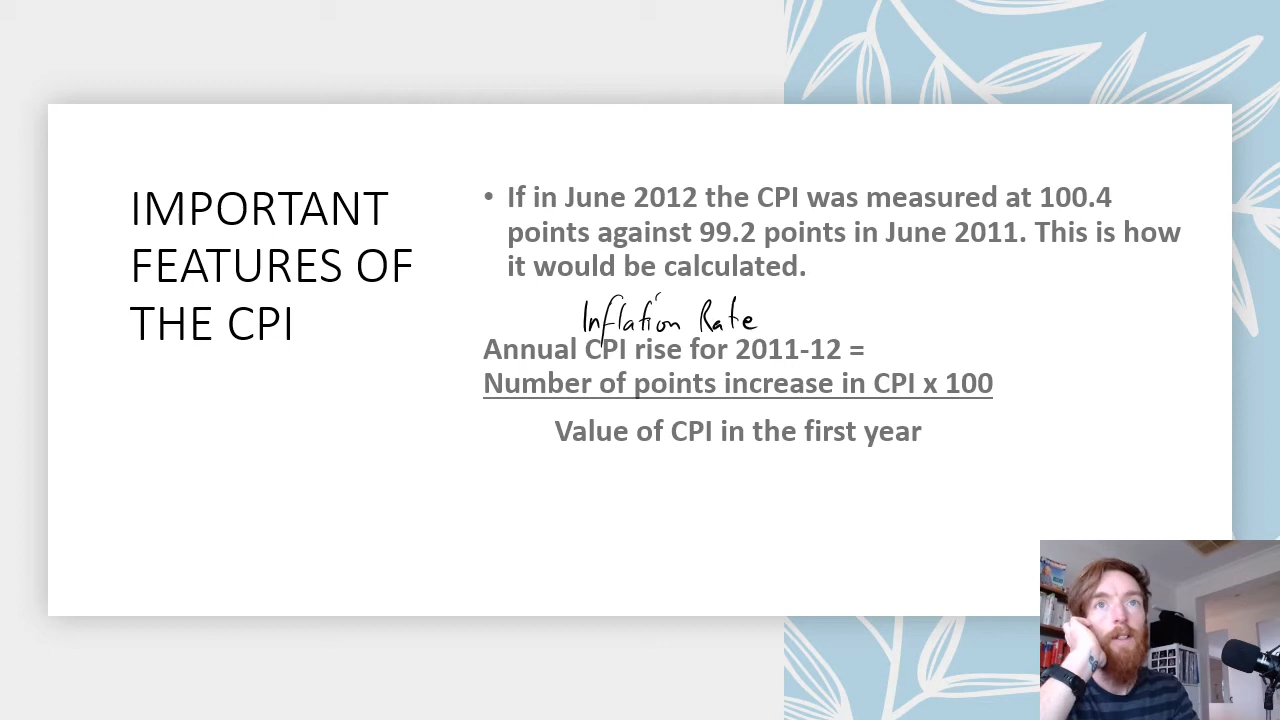 IMPORTANT
FEATURES OF
THE CPI
• If in June 2012 the CPI was measured at 100.4
points against 99.2 points in June 2011. This is how
it would be calculated.
Inflation Rate
Annual CPI rise for 2011-12 =
Number of points increase in CPI x 100
Value of CPI in the first year